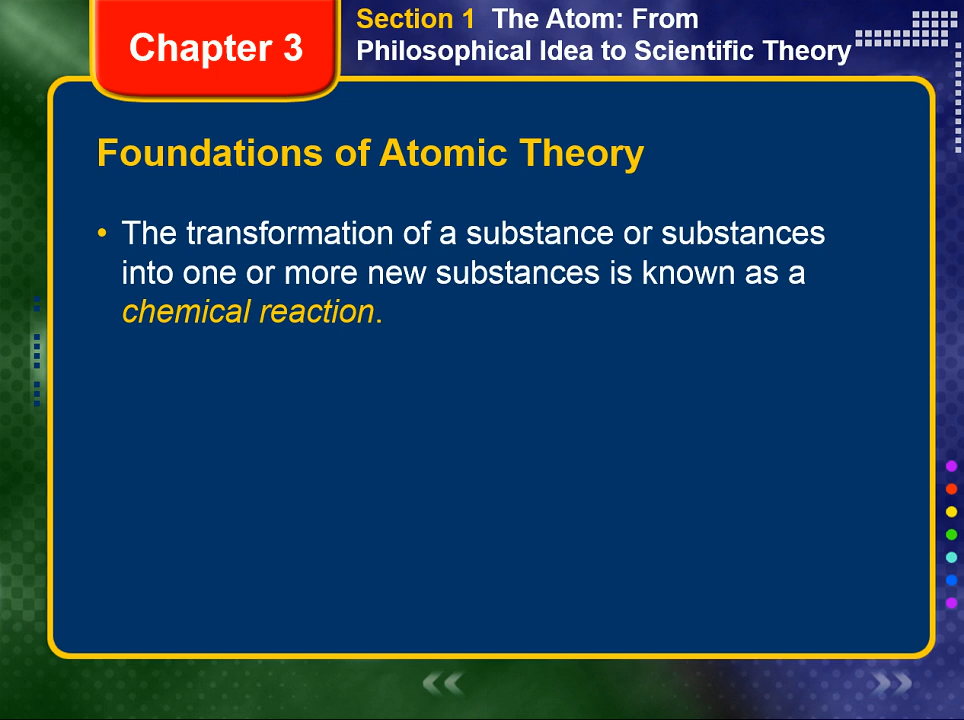 Chapter 3
Section 1 The Atom: From
Philosophical Idea to Scientific Theory
Foundations of Atomic Theory
• The transformation of a substance or substances
into one or more new substances is known as a
chemical reaction.